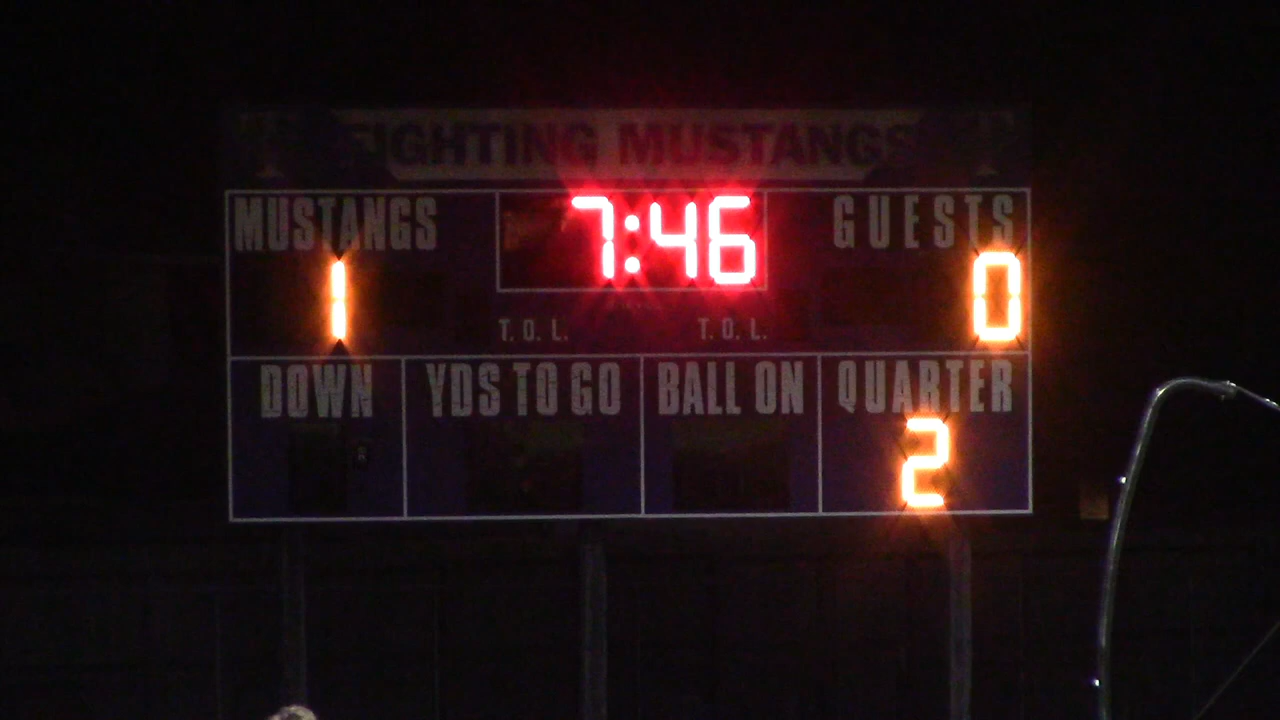 FIGHTING MUSTANGS
MUSTANGS 7:46 GUESTS
1 0
T. O. L. T. O. L.
DOWN YDS TO GO BALL ON QUARTER
2